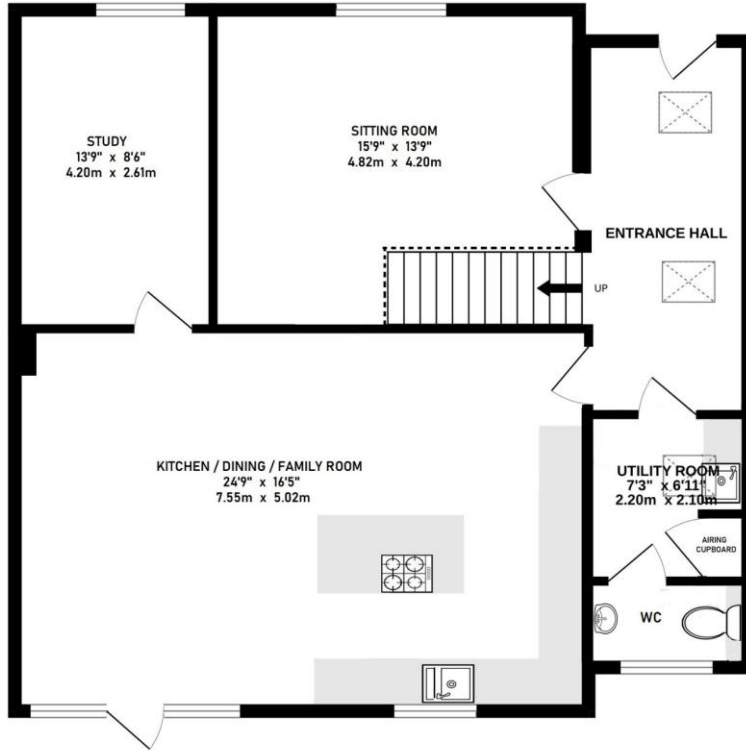 STUDY
13'9" x 8'6"
4.20m x 2.61m
SITTING ROOM
15'9" x 13'9"
4.82m x 4.20m
ENTRANCE HALL
UP
KITCHEN / DINING / FAMILY ROOM
24'9" x 16'5"
7.55m x 5.02m
UTILITY ROOM
7'3" x 6'11"
2.20m x 2.10m
AIRING
CUPBOARD
WC